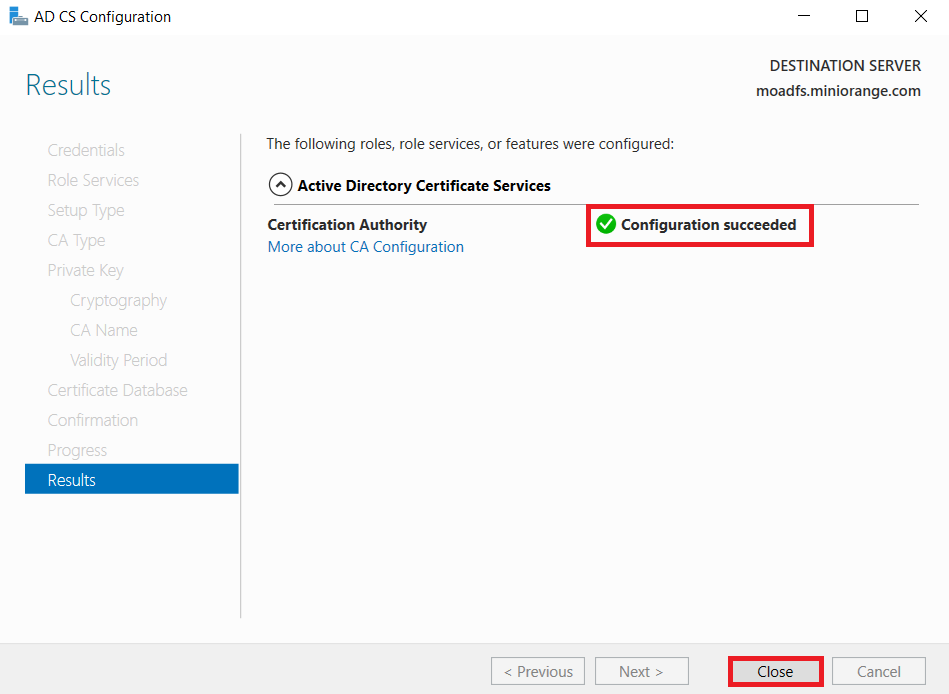 AD CS Configuration
Results
DESTINATION SERVER
moadfs.miniorange.com
Credentials
Role Services
Setup Type
CA Type
Private Key
Cryptography
CA Name
Validity Period
Certificate Database
Confirmation
Progress
Results
The following roles, role services, or features were configured:
Active Directory Certificate Services
Certification Authority
Configuration succeeded
More about CA Configuration
< Previous
Next >
Close
Cancel